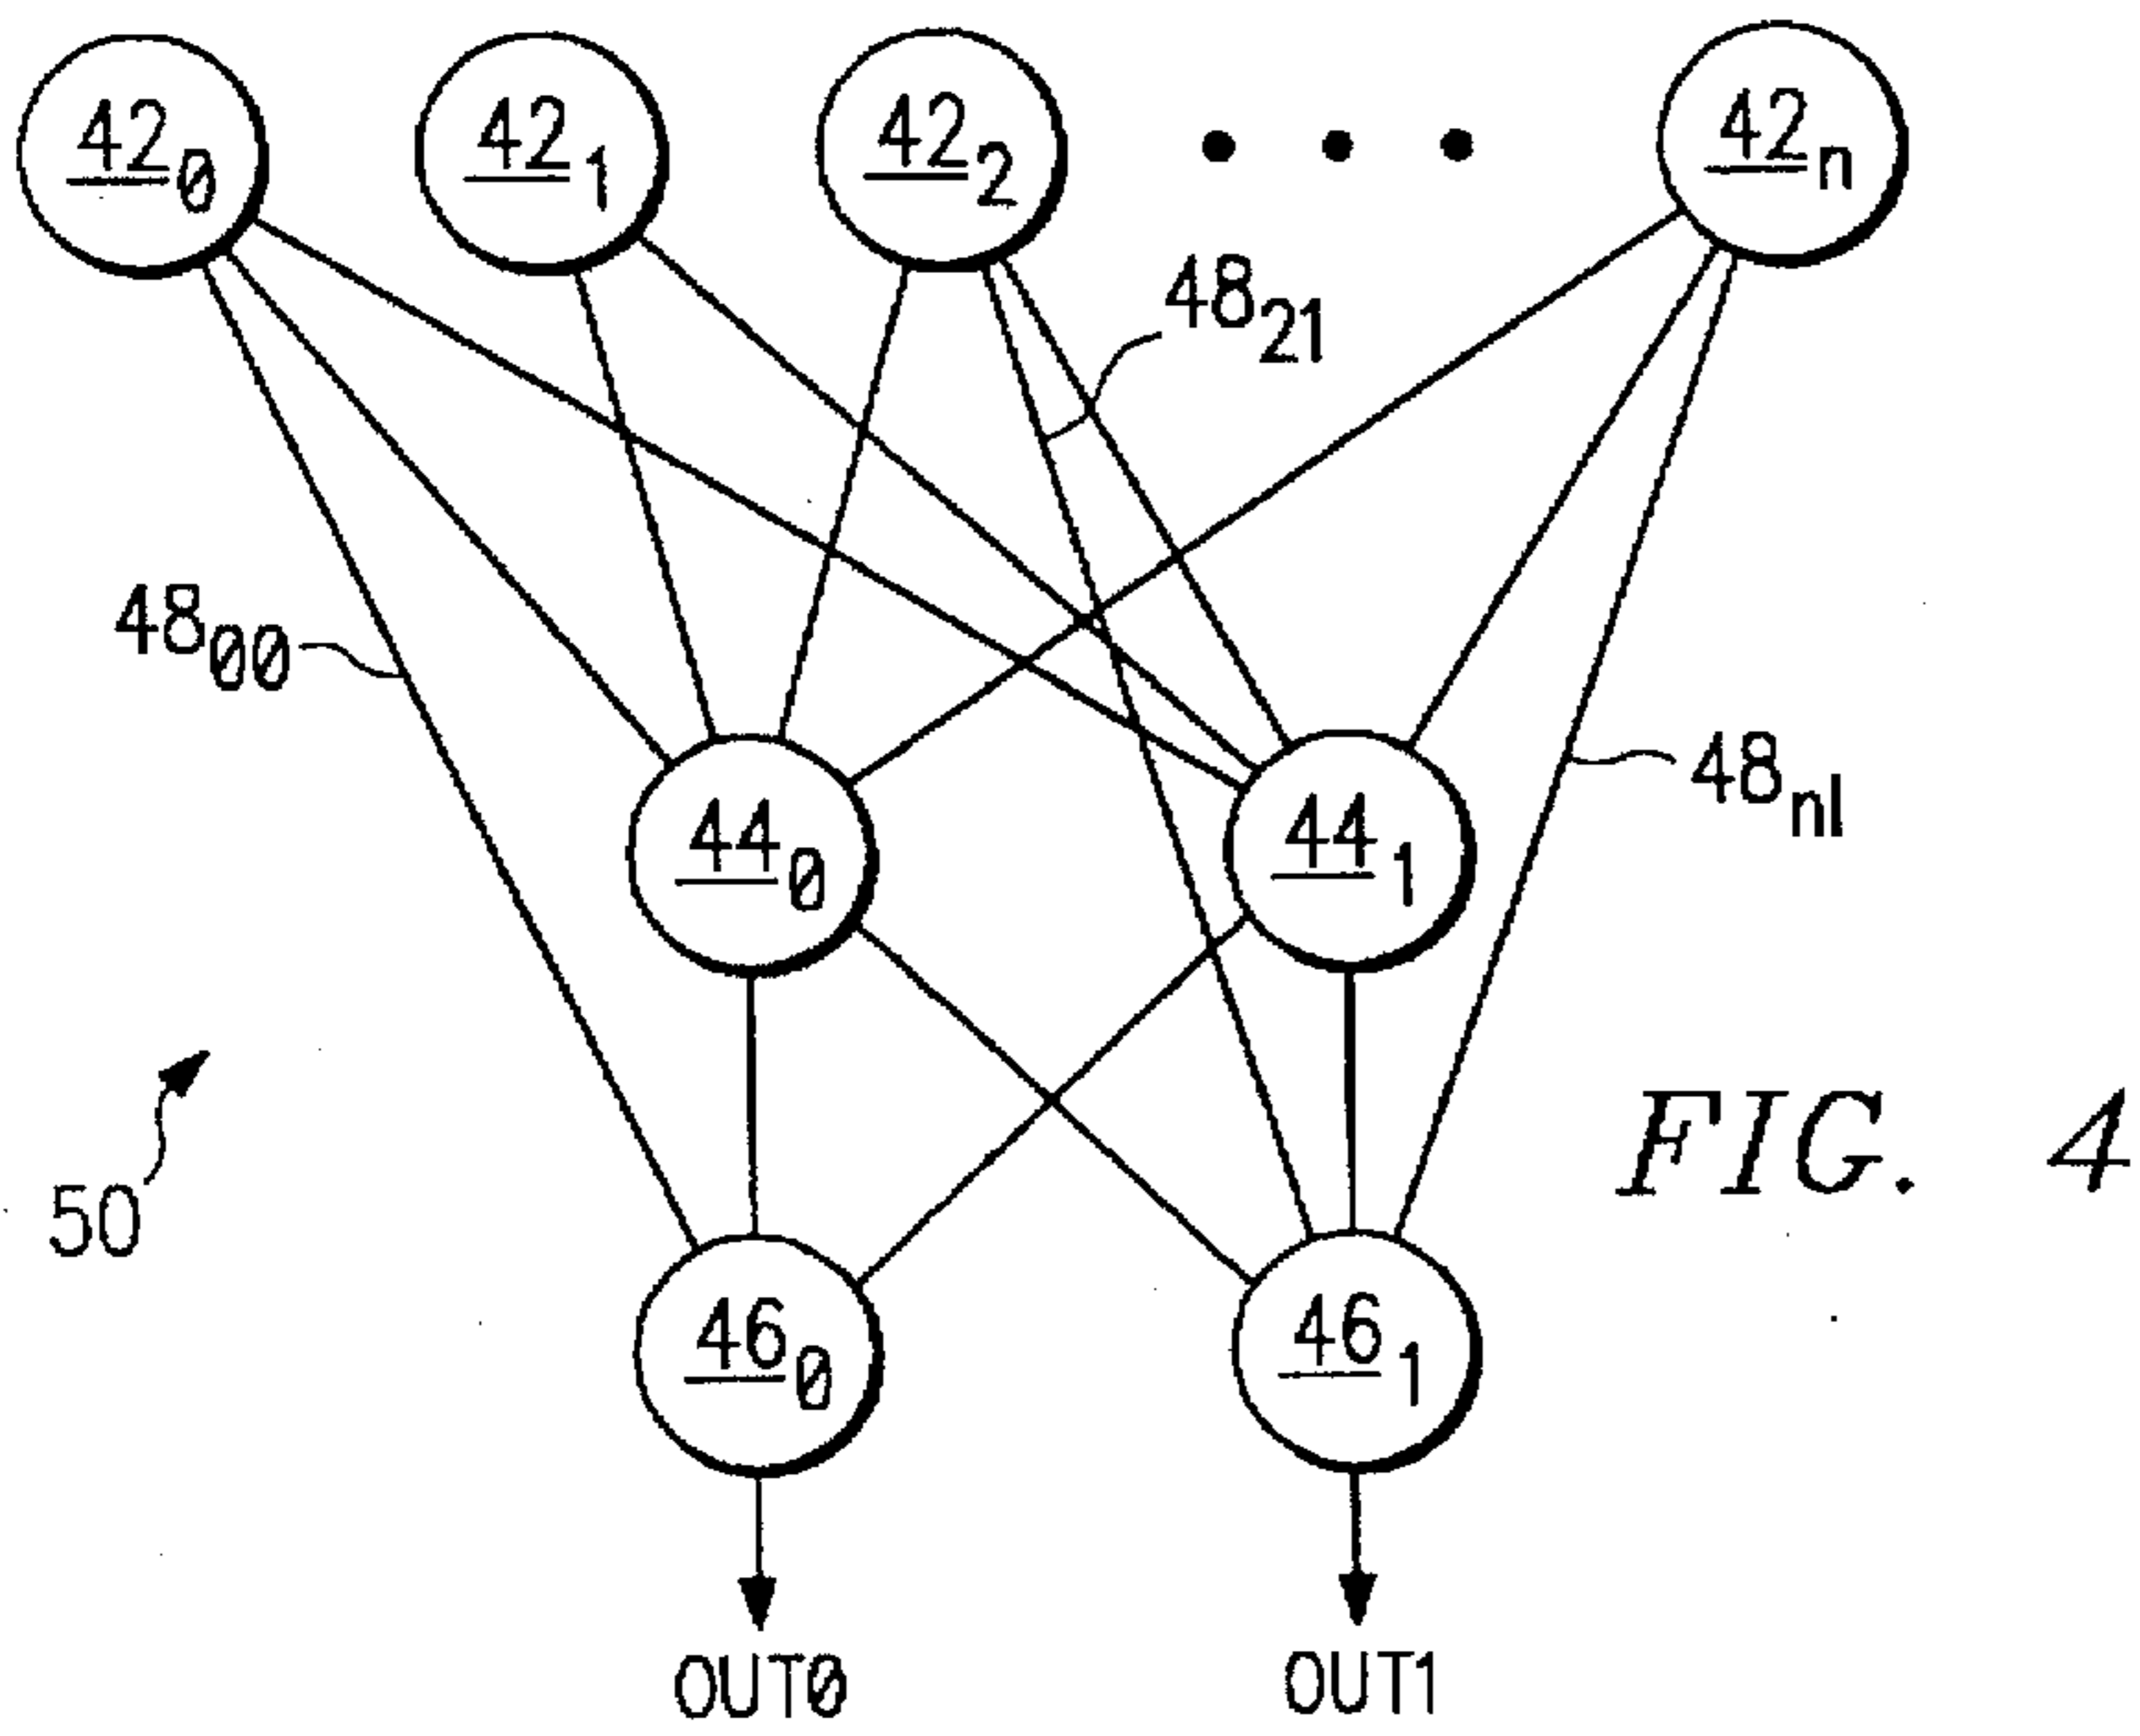 42₀ 42₁ 42₂ • • • 42ₙ
48₂₁
48₀₀
48ₙₗ
44₀ 44₁
50
FIG. 4
46₀ 46₁
OUT0 OUT1